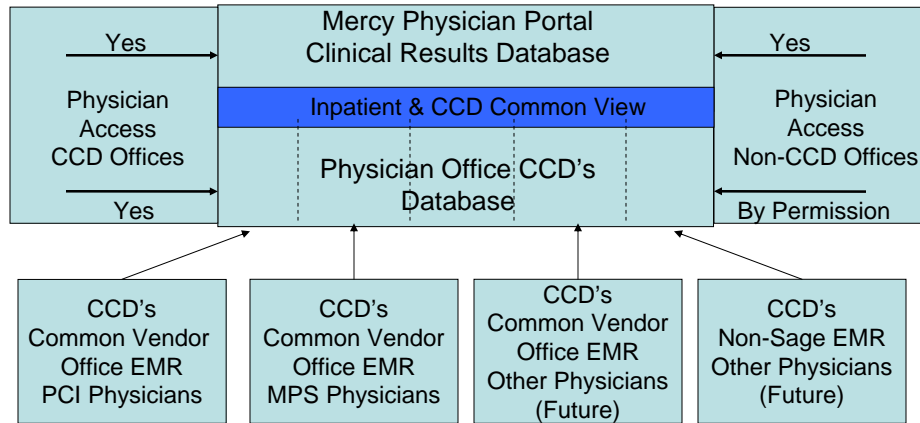 Mercy Physician Portal
Clinical Results Database
Yes
Yes
Inpatient & CCD Common View
Physician
Access
CCD Offices
Physician
Access
Non-CCD Offices
Physician Office CCD's
Database
Yes
By Permission
CCD's
Common Vendor
Office EMR
PCI Physicians
CCD's
Common Vendor
Office EMR
MPS Physicians
CCD's
Common Vendor
Office EMR
Other Physicians
(Future)
CCD's
Non-Sage EMR
Other Physicians
(Future)